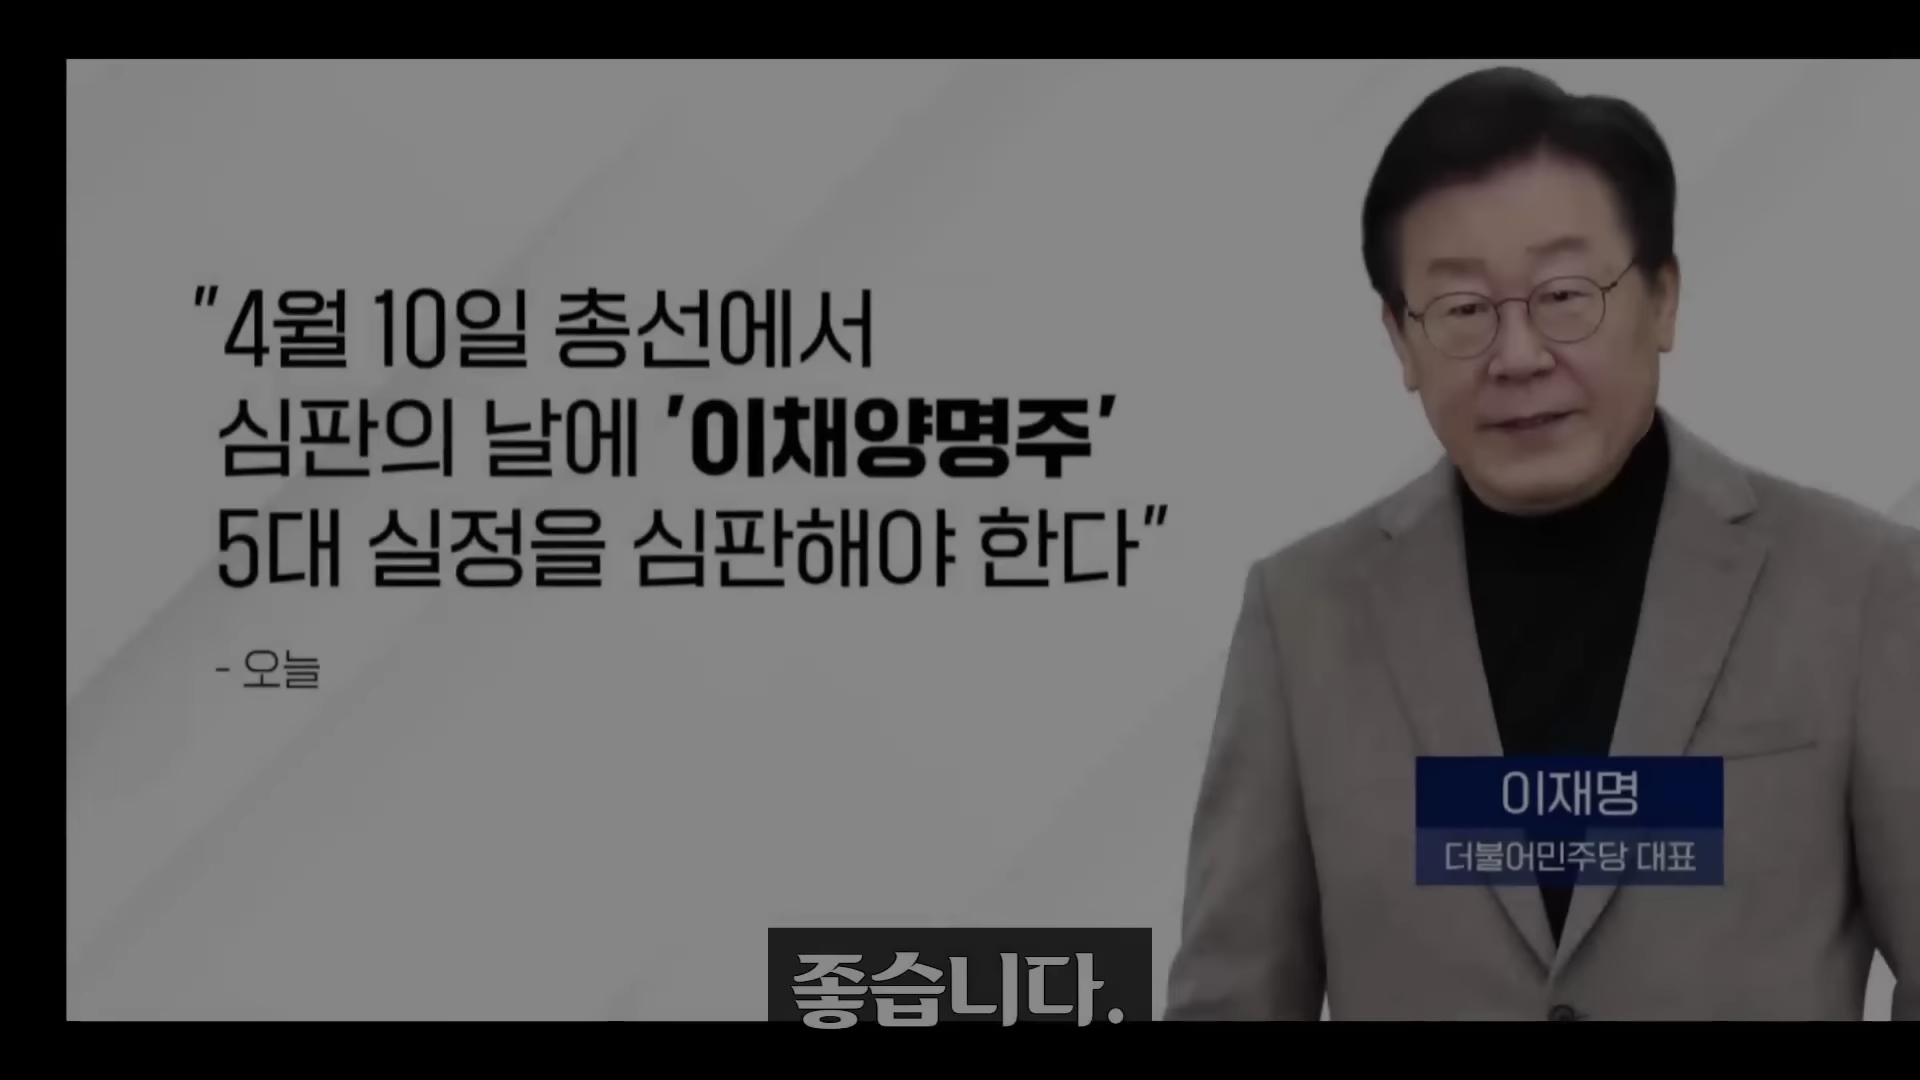 "4월 10일 총선에서
심판의 날에 '이채양명주'
5대 실정을 심판해야 한다"
- 오늘
이재명
더불어민주당 대표
좋습니다.